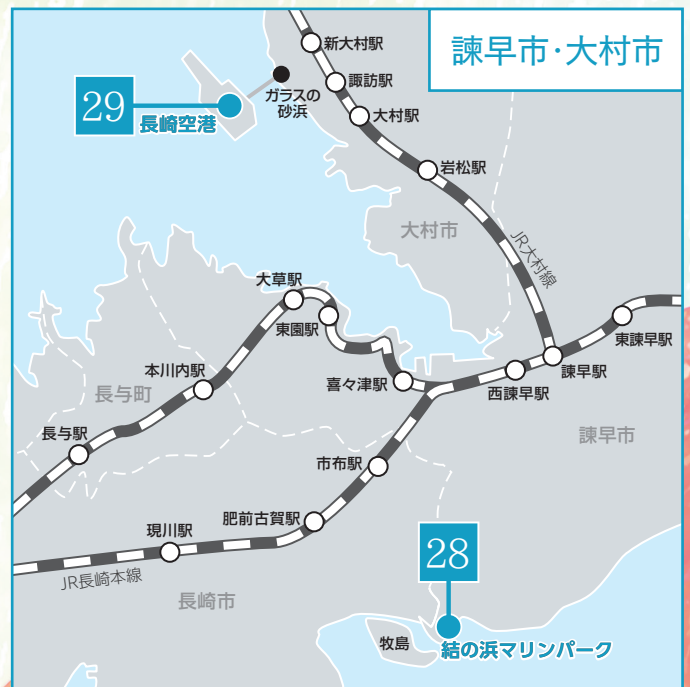 諫早市・大村市
新大村駅
諏訪駅
ガラスの
砂浜
大村駅
29
長崎空港
岩松駅
大村市
JR大村線
大草駅
東園駅
東諫早駅
諫早駅
西諫早駅
喜々津駅
本川内駅
長与町
長与駅
諫早市
市布駅
肥前古賀駅
現川駅
JR長崎本線
長崎市
28
牧島
結の浜マリンパーク